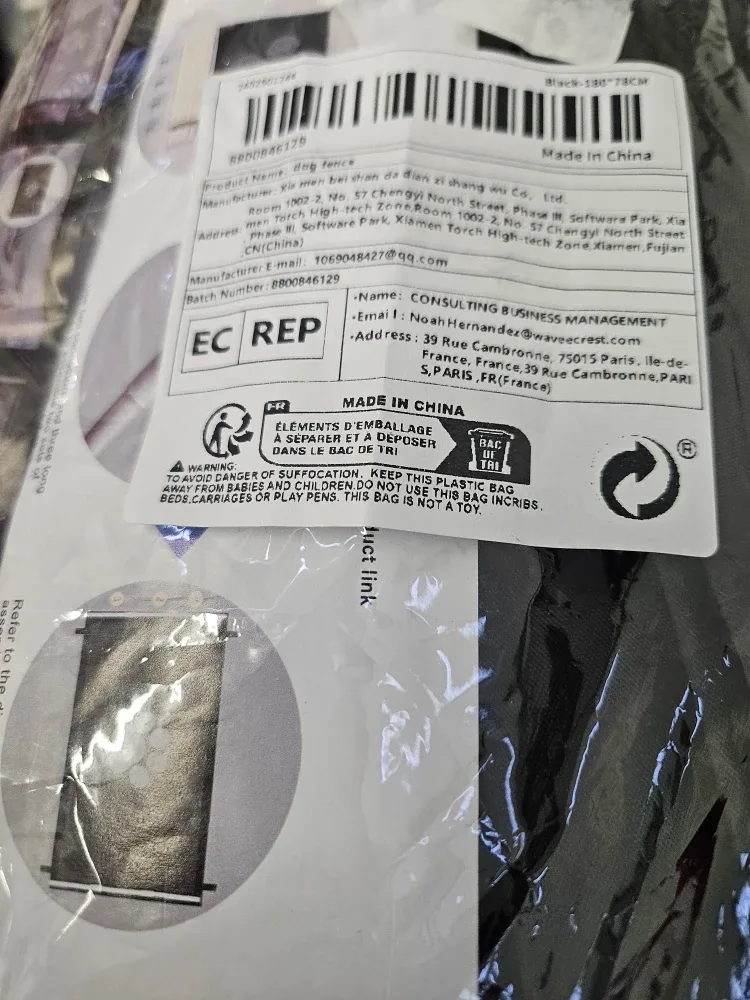 Black-180*78CM
BB00846129
Made In China
Product Name: dog fence
Manufacturer: Xia men bei shan da dian zi shang wu Co., Ltd.
Address: Room 1002-2, No. 57 Chengyi North Street, Phase III, Software Park, Xia
men Torch High-tech Zone,Room 1002-2, No. 57 Chengyi North Street
Phase III, Software Park, Xiamen Torch High-tech Zone,Xiamen,Fujian
,CN(China)
Manufacturer E-mail: 1069048427@qq.com
Batch Number: BB00846129
EC REP
·Name: CONSULTING BUSINESS MANAGEMENT
·Email: NoahHernandez@waveecrest.com
·Address: 39 Rue Cambronne, 75015 Paris, Ile-de-
France, France,39 Rue Cambronne,PARI
S,PARIS ,FR(France)
MADE IN CHINA
FR
ÉLÉMENTS D'EMBALLAGE
À SÉPARER ET À DÉPOSER
DANS LE BAC DE TRI
BAC
DE
TRI
WARNING:
TO AVOID DANGER OF SUFFOCATION. KEEP THIS PLASTIC BAG
AWAY FROM BABIES AND CHILDREN.DO NOT USE THIS BAG INCRIBS.
BEDS.CARRIAGES OR PLAY PENS. THIS BAG IS NOT A TOY.
®
uct link
Refer to the